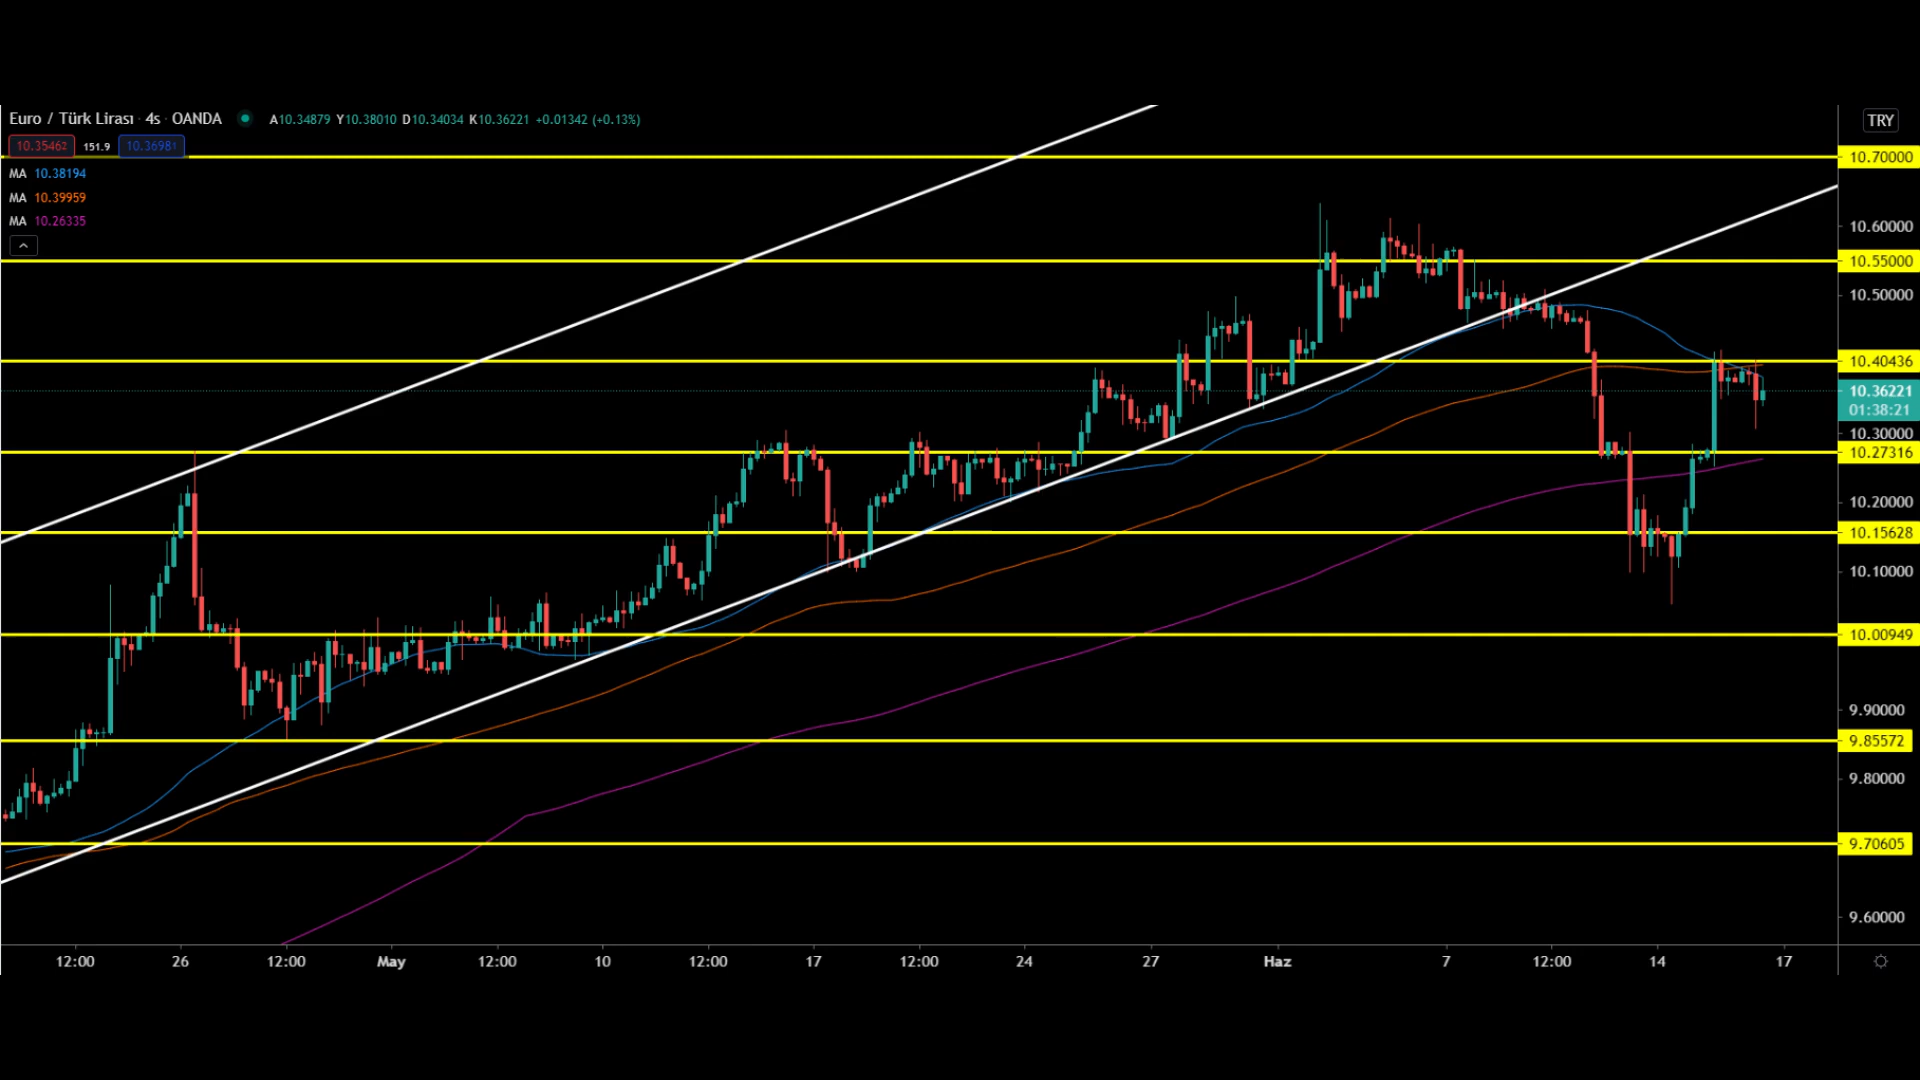 Euro / Türk Lirası · 4s · OANDA A10.34879 Y10.38010 D10.34034 K10.36221 +0.01342 (+0.13%)
10.35462 151.9 10.36981
MA 10.38194
MA 10.39959
MA 10.26335
TRY
10.70000
10.60000
10.55000
10.50000
10.40436
10.36221
01:38:21
10.30000
10.27316
10.20000
10.15628
10.10000
10.00949
9.90000
9.85572
9.80000
9.70605
9.60000
12:00 26 12:00 May 12:00 10 12:00 17 12:00 24 27 Haz 7 12:00 14 17